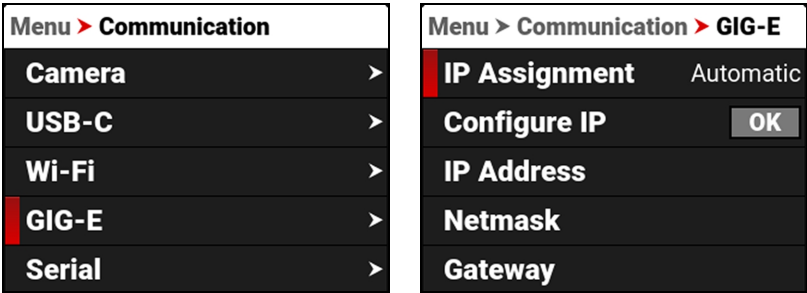 Menu ➤ Communication
Camera ➤
USB-C ➤
Wi-Fi ➤
GIG-E ➤
Serial ➤
Menu ➤ Communication ➤ GIG-E
IP Assignment Automatic
Configure IP OK
IP Address
Netmask
Gateway